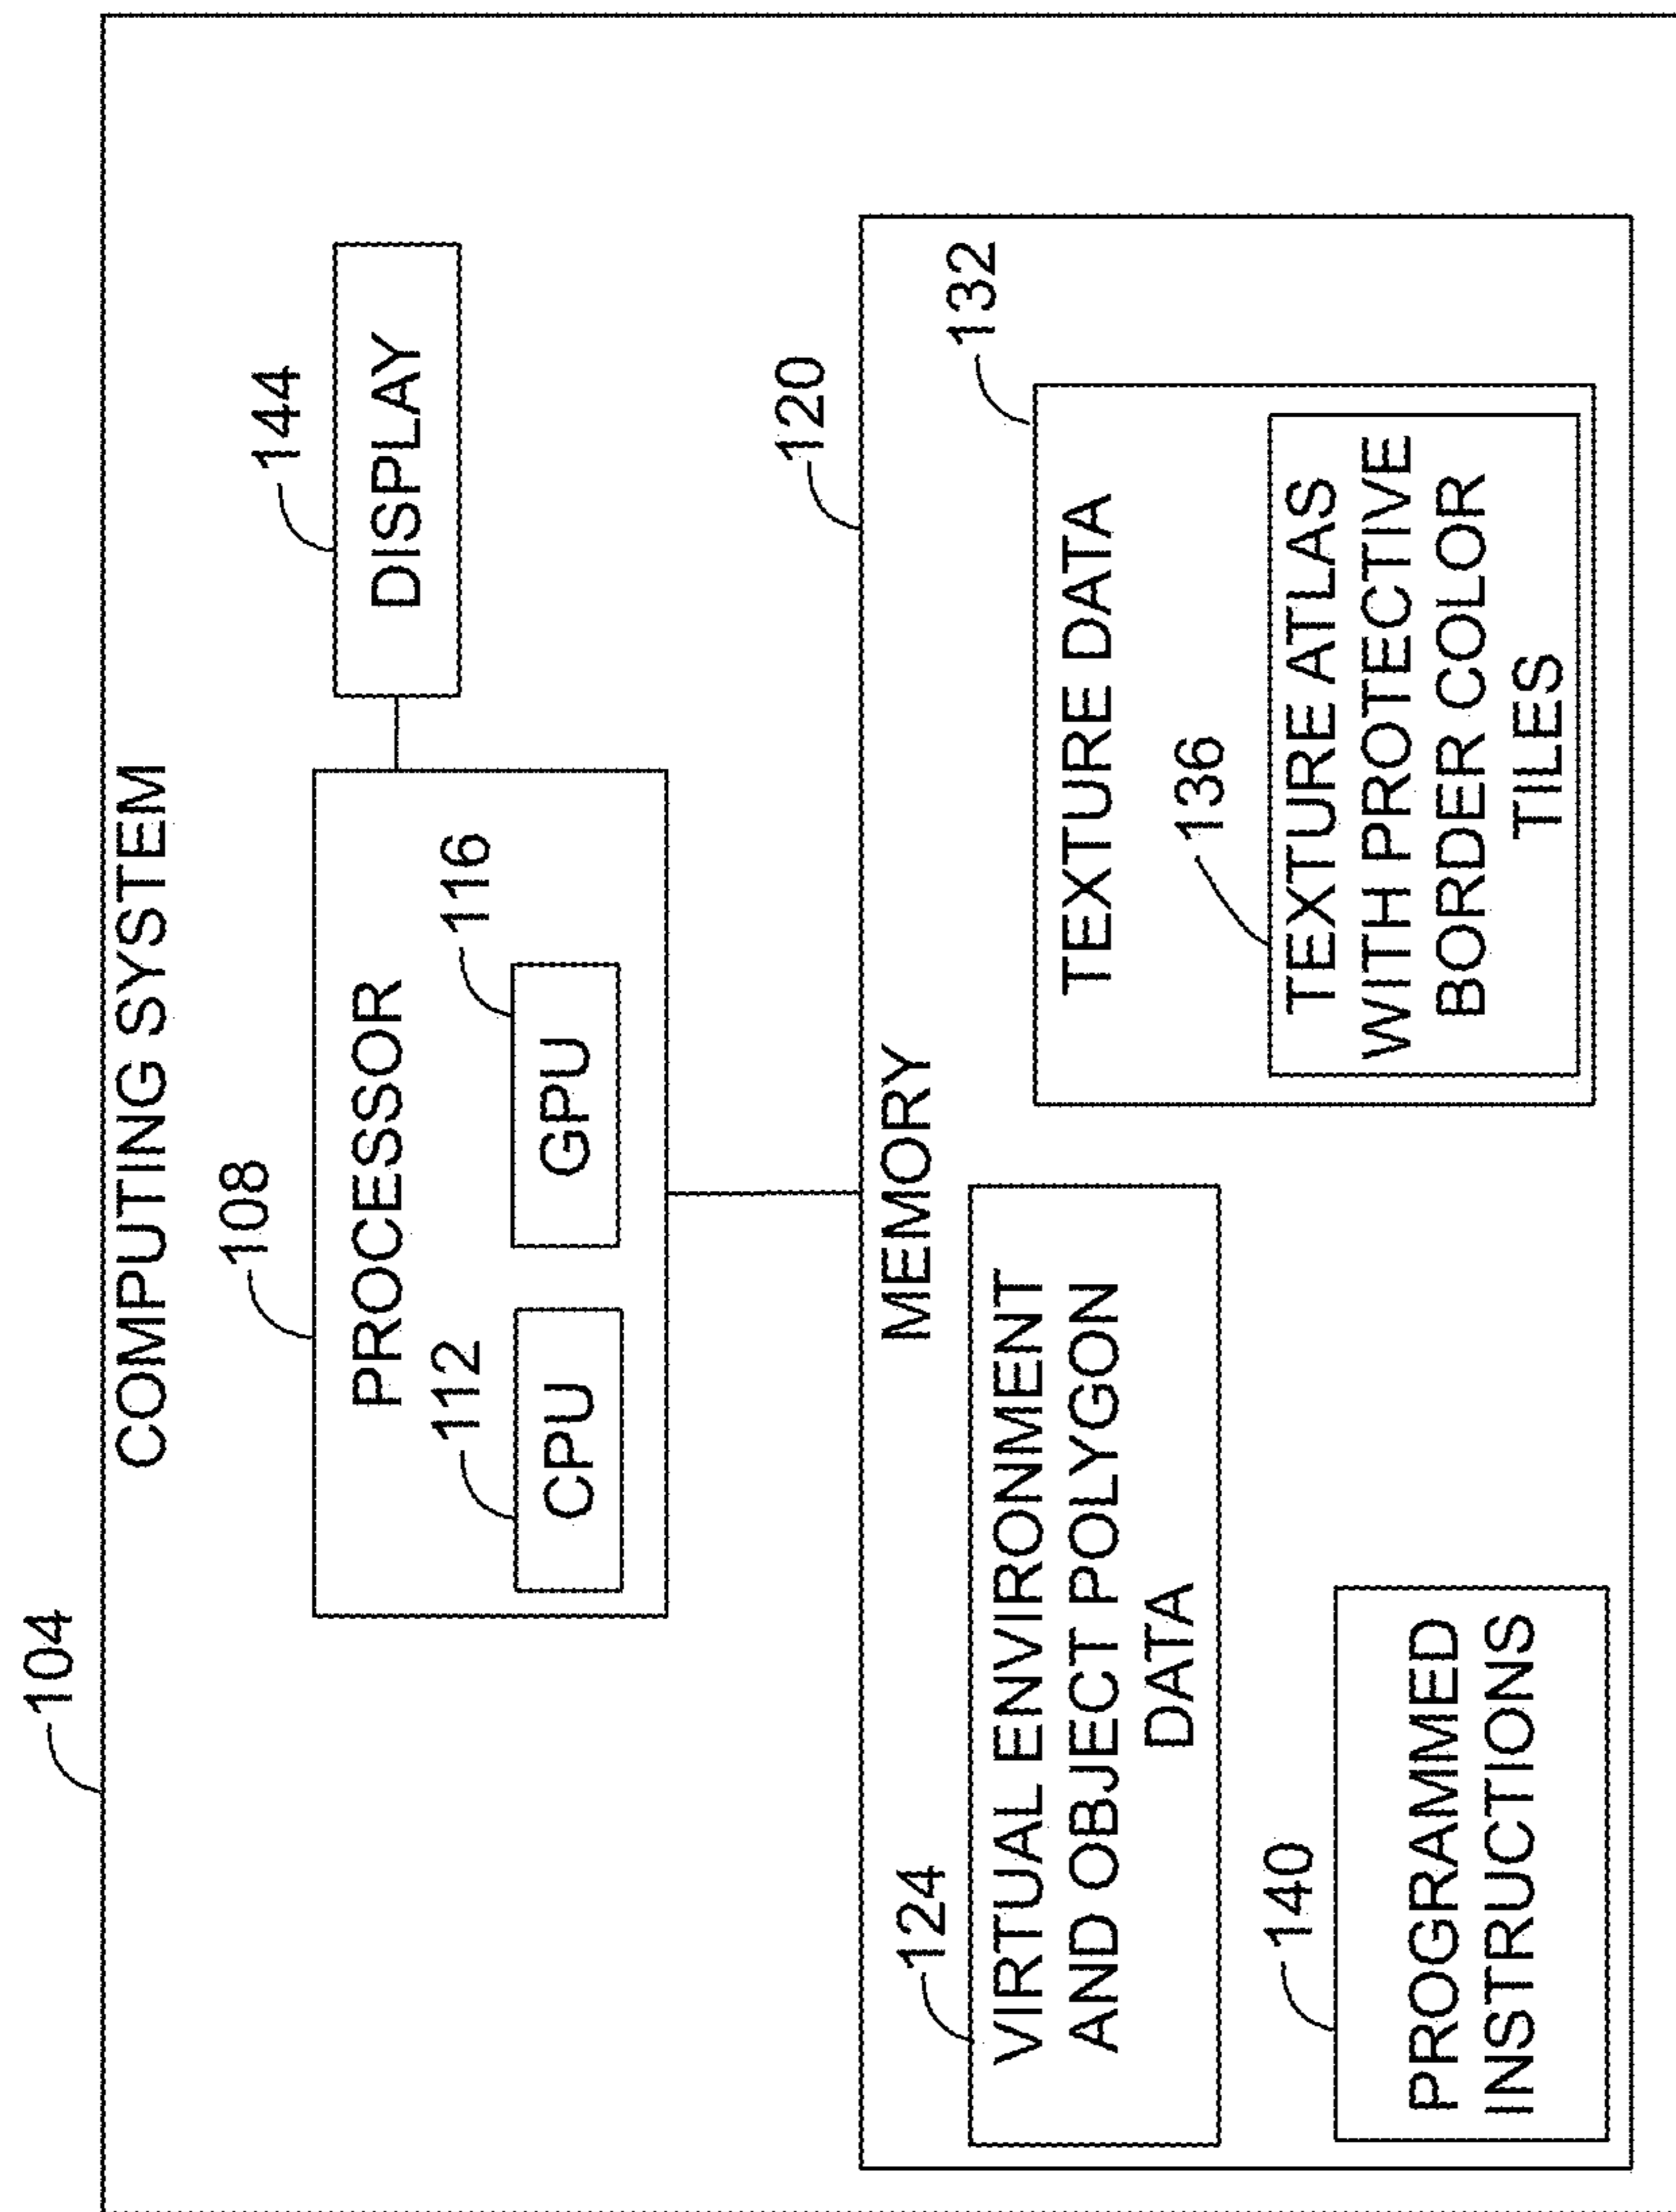 104
COMPUTING SYSTEM
108
PROCESSOR
112
116
CPU
GPU
144
DISPLAY
120
MEMORY
124
VIRTUAL ENVIRONMENT
AND OBJECT POLYGON
DATA
132
TEXTURE DATA
136
TEXTURE ATLAS
WITH PROTECTIVE
BORDER COLOR
TILES
140
PROGRAMMED
INSTRUCTIONS